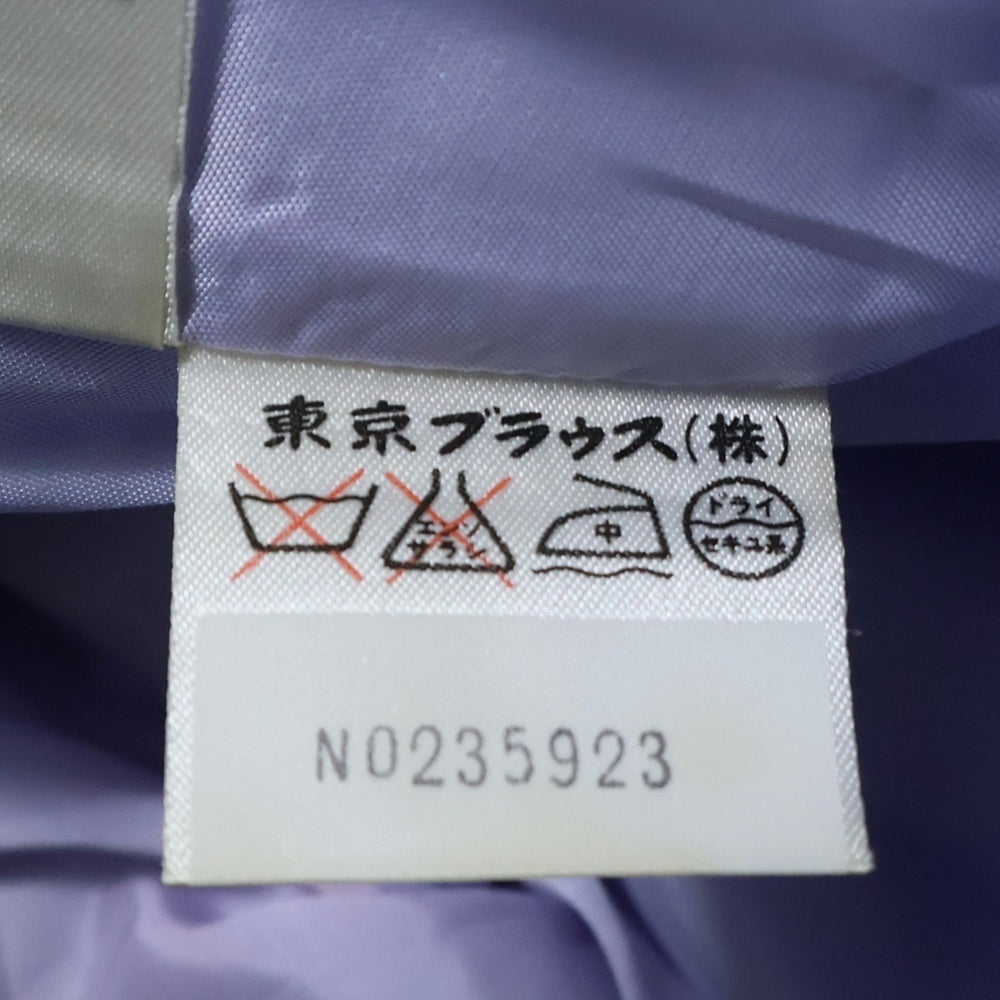 東京ブラウス(株)
エンソ
サラシ
中
ドライ
セキユ系
N0235923